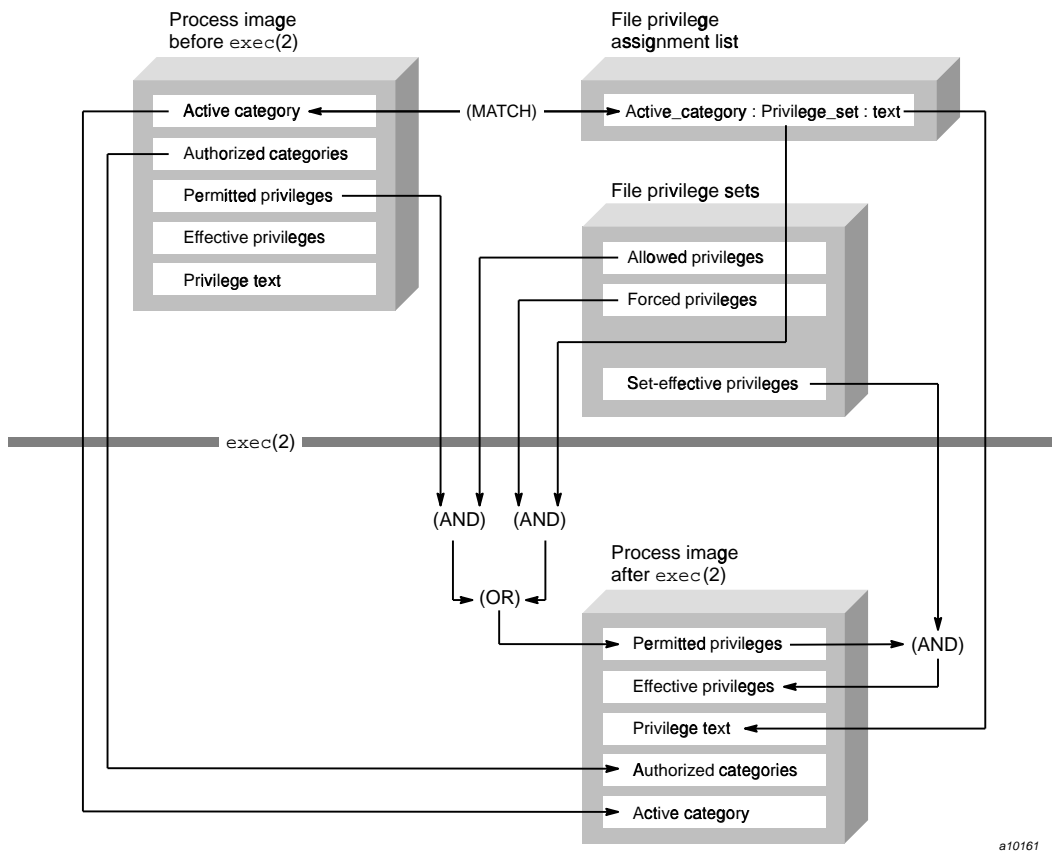 Process image
before exec(2)
File privilege
assignment list
Active category
(MATCH)
Active_category : Privilege_set : text
Authorized categories
Permitted privileges
File privilege sets
Effective privileges
Allowed privileges
Privilege text
Forced privileges
Set-effective privileges
exec(2)
(AND)
(AND)
Process image
after exec(2)
(OR)
Permitted privileges
(AND)
Effective privileges
Privilege text
Authorized categories
Active category
a10161